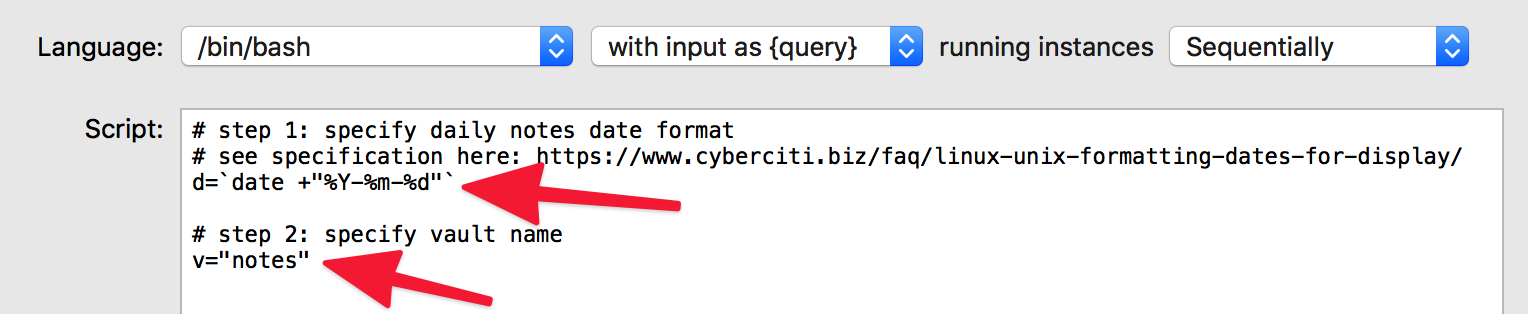 Language: /bin/bash with input as {query} running instances Sequentially
Script: # step 1: specify daily notes date format
# see specification here: https://www.cyberciti.biz/faq/linux-unix-formatting-dates-for-display/
d=`date +"%Y-%m-%d"`
# step 2: specify vault name
v="notes"